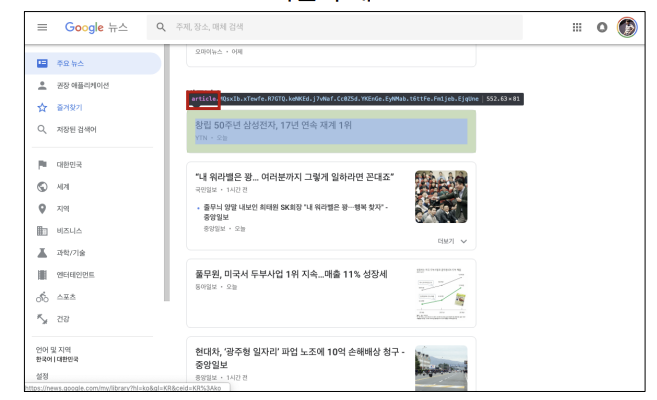 Google 뉴스
주제, 장소, 매체 검색
주요 뉴스
권장 애플리케이션
즐겨찾기
저장된 검색어
대한민국
세계
지역
비즈니스
과학/기술
엔터테인먼트
스포츠
건강
언어 및 지역
한국어 | 대한민국
설정
https://news.google.com/my/library?hl=ko&gl=KR&ceid=KR%3Ako
오마이뉴스 • 어제
article.MQsxIb.xTewfe.R7GTQ.keNKEd.j7vNaf.Cc0Z5d.YKEnGe.EyNMab.t6ttFe.Fm1jeb.EjqUne | 552.63×81
창립 50주년 삼성전자, 17년 연속 재계 1위
YTN • 오늘
“내 워라밸은 꽝... 여러분까지 그렇게 일하라면 꼰대죠”
국민일보 • 1시간 전
• 줄무늬 양말 내보인 최태원 SK회장 "내 워라밸은 꽝…행복 찾자" -
중앙일보
중앙일보 • 오늘
더보기
풀무원, 미국서 두부사업 1위 지속…매출 11% 성장세
동아일보 • 오늘
현대차, ‘광주형 일자리’ 파업 노조에 10억 손해배상 청구 -
중앙일보
중앙일보 • 1시간 전